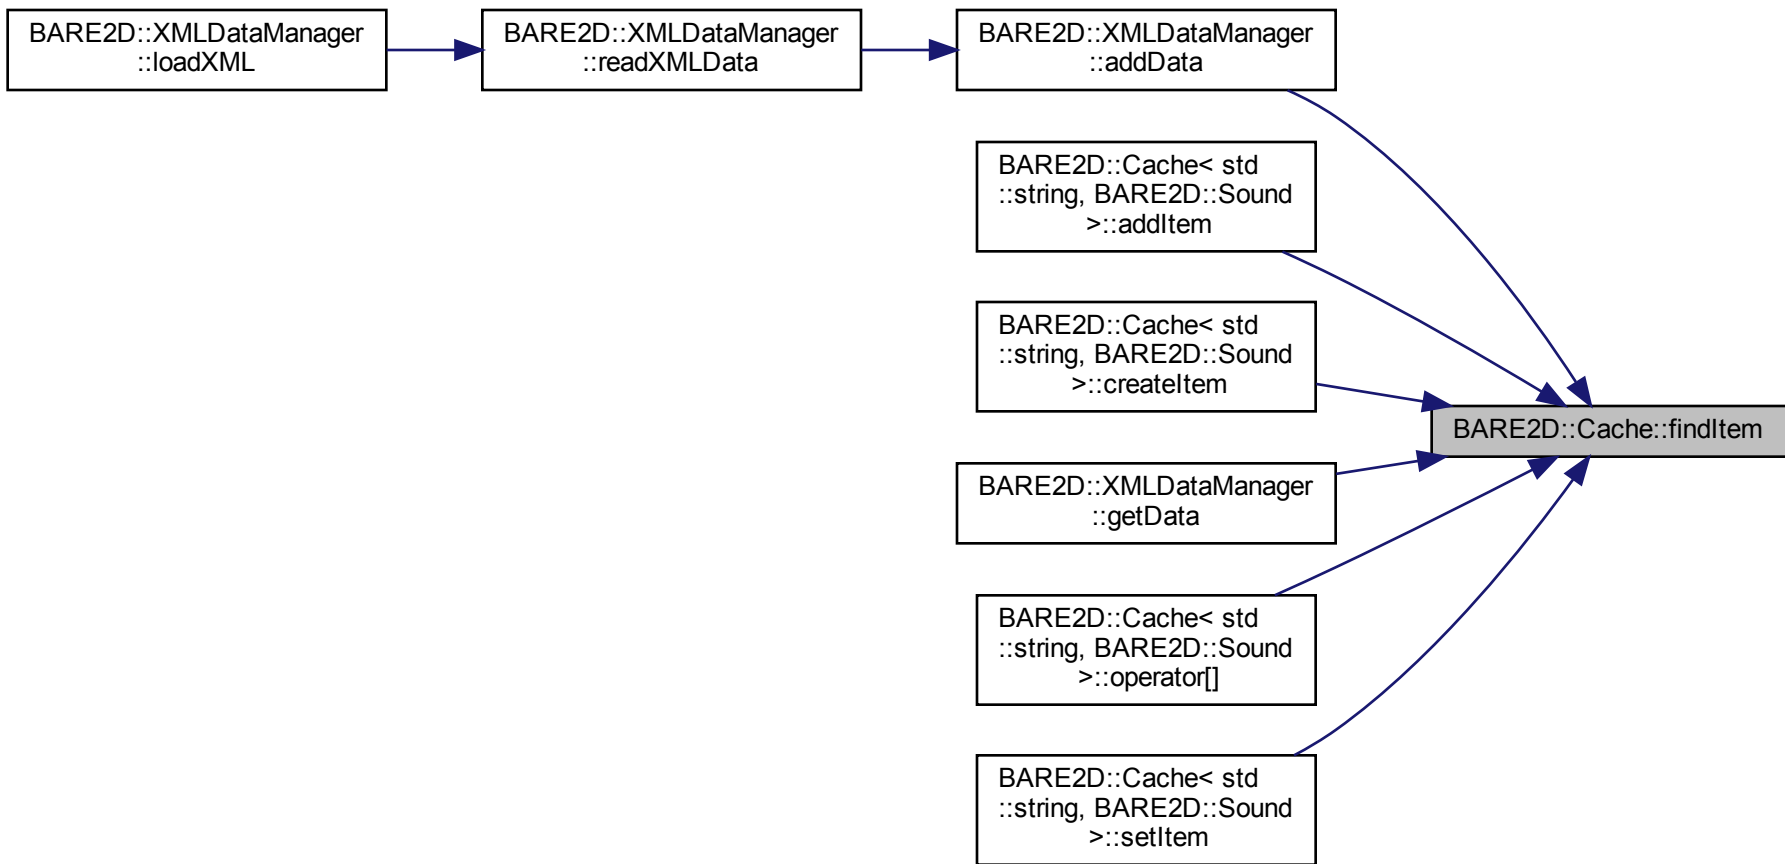 BARE2D::XMLDataManager
::loadXML
BARE2D::XMLDataManager
::readXMLData
BARE2D::XMLDataManager
::addData
BARE2D::Cache< std
::string, BARE2D::Sound
>::addItem
BARE2D::Cache< std
::string, BARE2D::Sound
>::createItem
BARE2D::Cache::findItem
BARE2D::XMLDataManager
::getData
BARE2D::Cache< std
::string, BARE2D::Sound
>::operator[]
BARE2D::Cache< std
::string, BARE2D::Sound
>::setItem